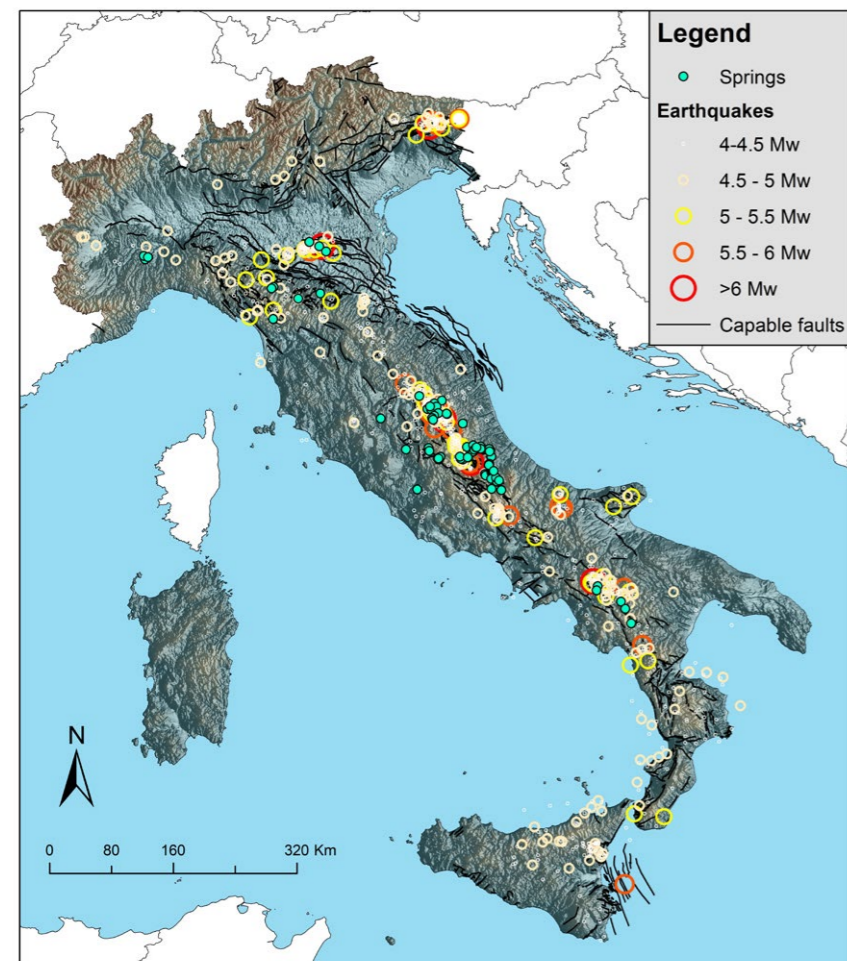 Legend
Springs
Earthquakes
4-4.5 Mw
4.5 - 5 Mw
5 - 5.5 Mw
5.5 - 6 Mw
>6 Mw
Capable faults
N
0 80 160 320 Km